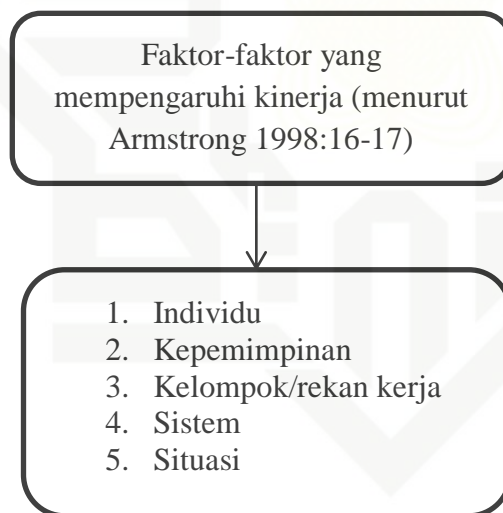 Faktor-faktor yang
mempengaruhi kinerja (menurut
Armstrong 1998:16-17)
1. Individu
2. Kepemimpinan
3. Kelompok/rekan kerja
4. Sistem
5. Situasi